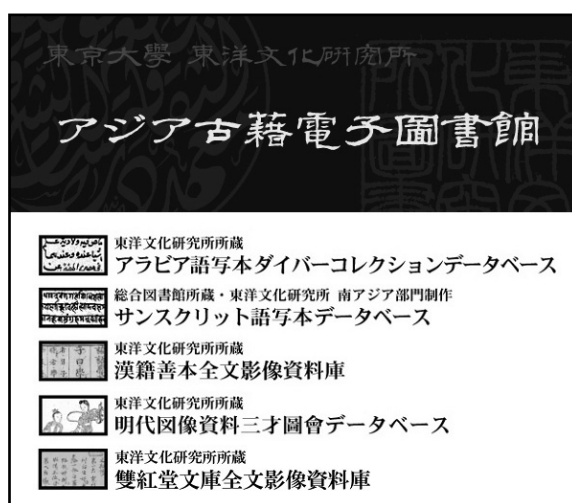 東京大學 東洋文化研究所
アジア古籍電子圖書館
東洋文化研究所所蔵
アラビア語写本ダイバーコレクションデータベース
総合図書館所蔵・東洋文化研究所 南アジア部門制作
サンスクリット語写本データベース
東洋文化研究所所蔵
漢籍善本全文影像資料庫
東洋文化研究所所蔵
明代図像資料三才圖會データベース
東洋文化研究所所蔵
雙紅堂文庫全文影像資料庫